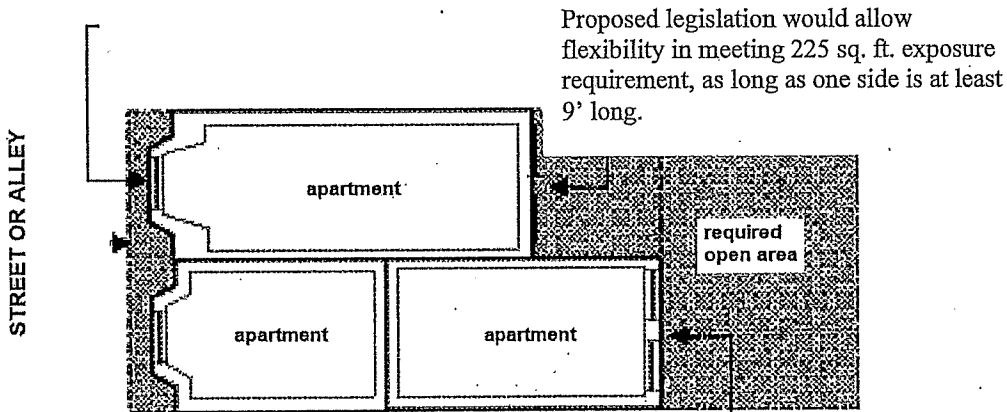 Proposed legislation would allow
flexibility in meeting 225 sq. ft. exposure
requirement, as long as one side is at least
9’ long.
STREET OR ALLEY
apartment
required
open area
apartment
apartment